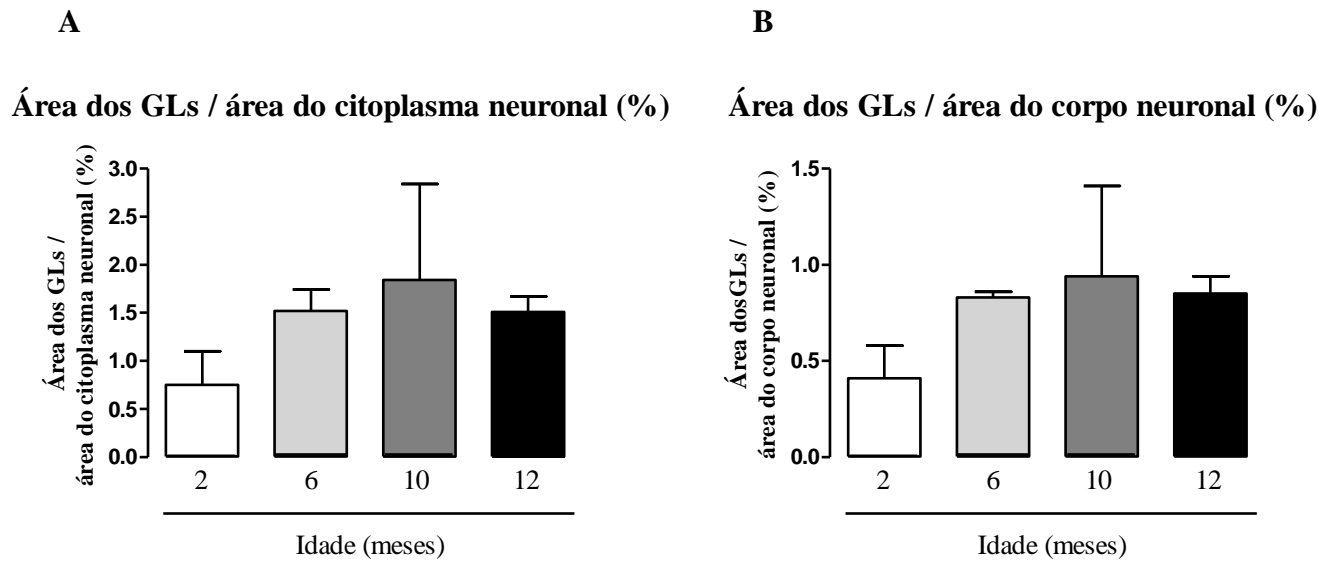 A
Área dos GLs / área do citoplasma neuronal (%)
Área dos GLs /
área do citoplasma neuronal (%)
3.0
2.5
2.0
1.5
1.0
0.5
0.0
2 6 10 12
Idade (meses)
B
Área dos GLs / área do corpo neuronal (%)
Área dosGLs /
área do corpo neuronal (%)
1.5
1.0
0.5
0.0
2 6 10 12
Idade (meses)